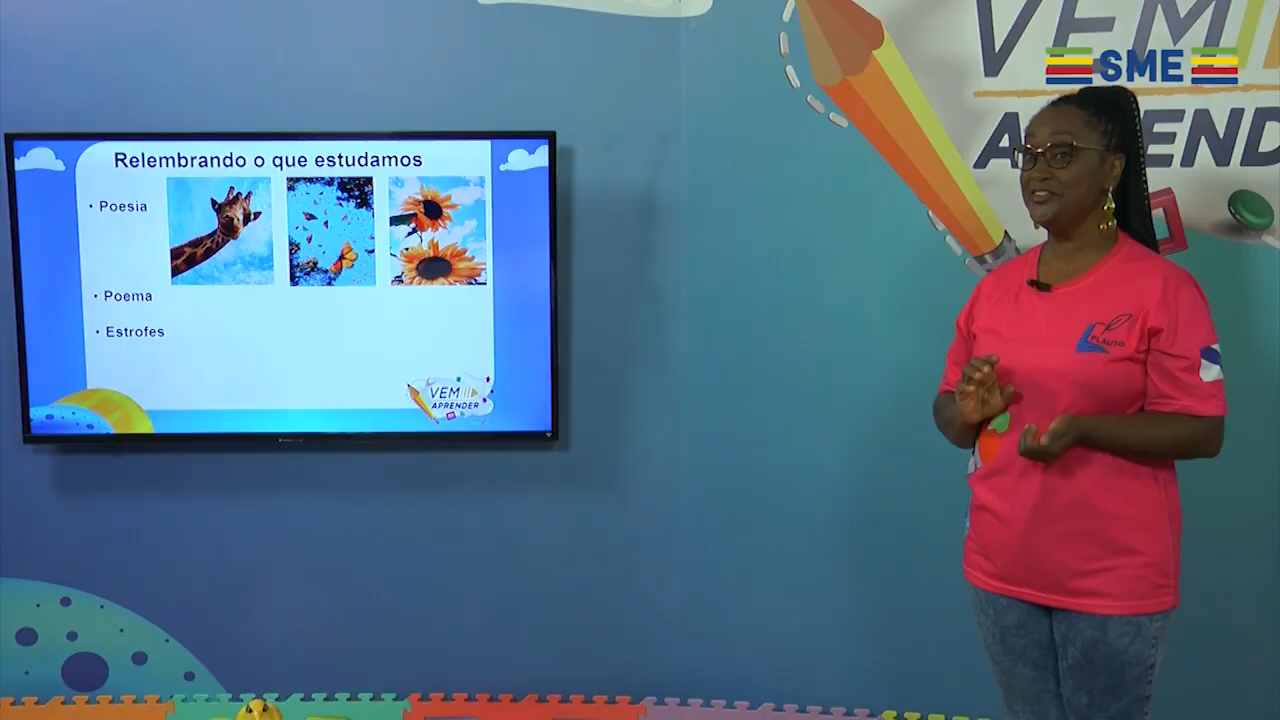 VEM
SME
APREND
Relembrando o que estudamos
• Poesia
• Poema
• Estrofes
VEM
APRENDER
PLAUTO